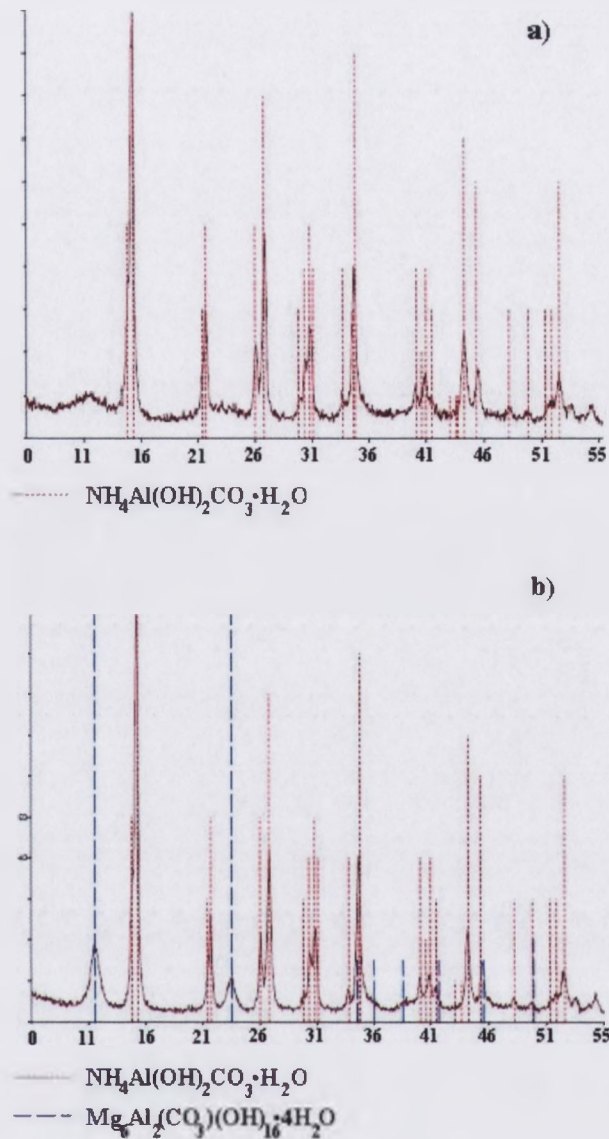 a)
0 11 16 21 26 31 36 41 46 51 56
NH₄Al(OH)₂CO₃·H₂O
b)
0 11 16 21 26 31 36 41 46 51 55
NH₄Al(OH)₂CO₃·H₂O
Mg₆Al₂(CO₃)(OH)₁₆·4H₂O